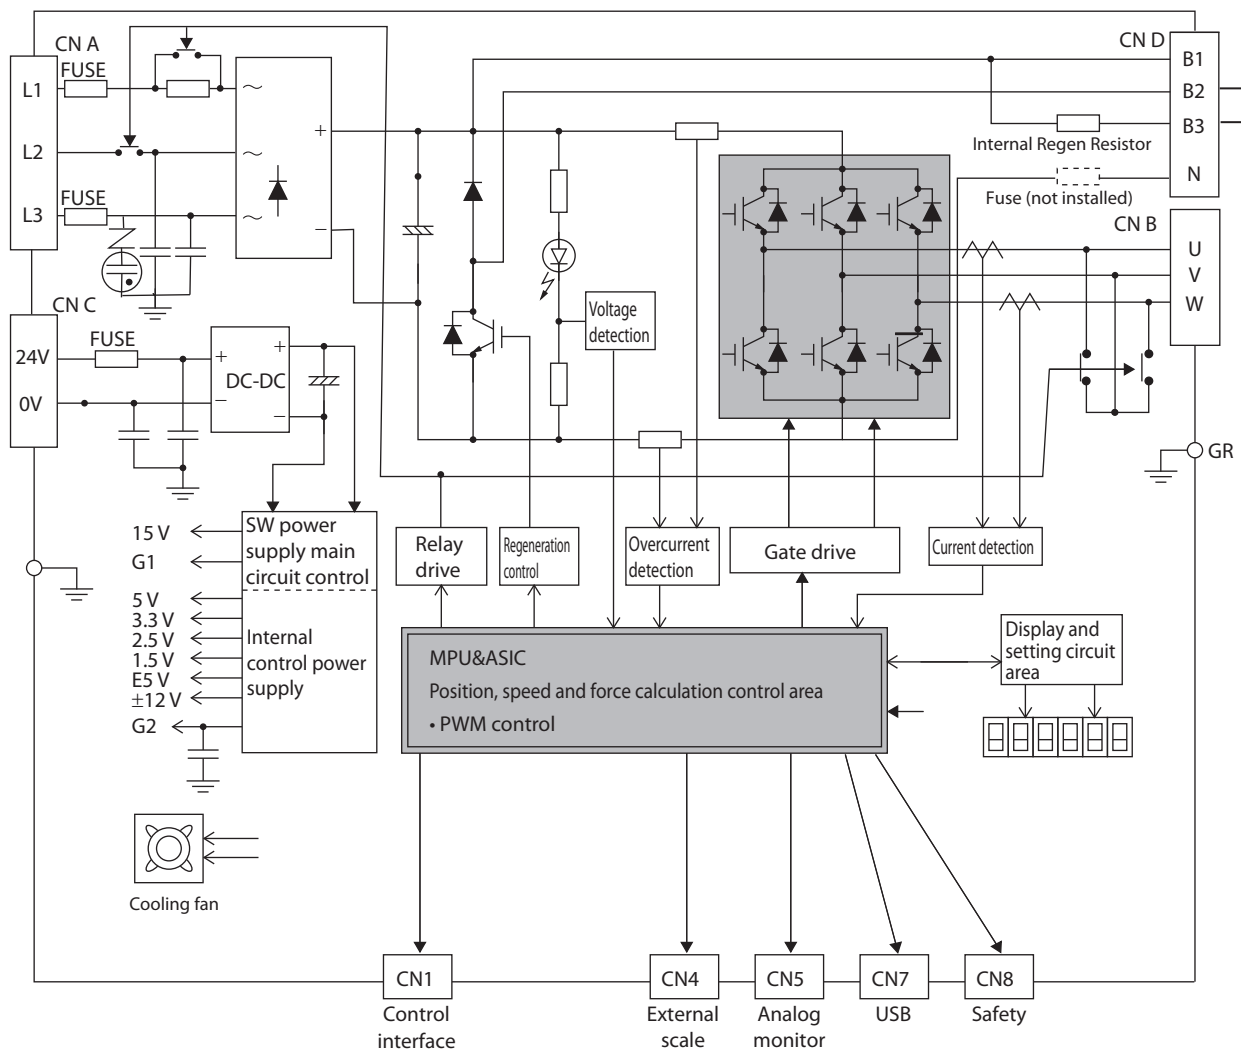 CN A
FUSE
L1
L2
FUSE
L3
~
~
~
+
−
CN D
B1
B2
B3
Internal Regen Resistor
N
Fuse (not installed)
CN B
U
V
W
CN C
FUSE
24V
0V
+
−
DC-DC
+
−
Voltage
detection
GR
15 V
G1
5 V
3.3 V
2.5 V
1.5 V
E5 V
±12 V
G2
SW power
supply main
circuit control
Internal
control power
supply
Relay
drive
Regeneration
control
Overcurrent
detection
Gate drive
Current detection
MPU&ASIC
Position, speed and force calculation control area
• PWM control
Display and
setting circuit
area
Cooling fan
CN1
Control
interface
CN4
External
scale
CN5
Analog
monitor
CN7
USB
CN8
Safety